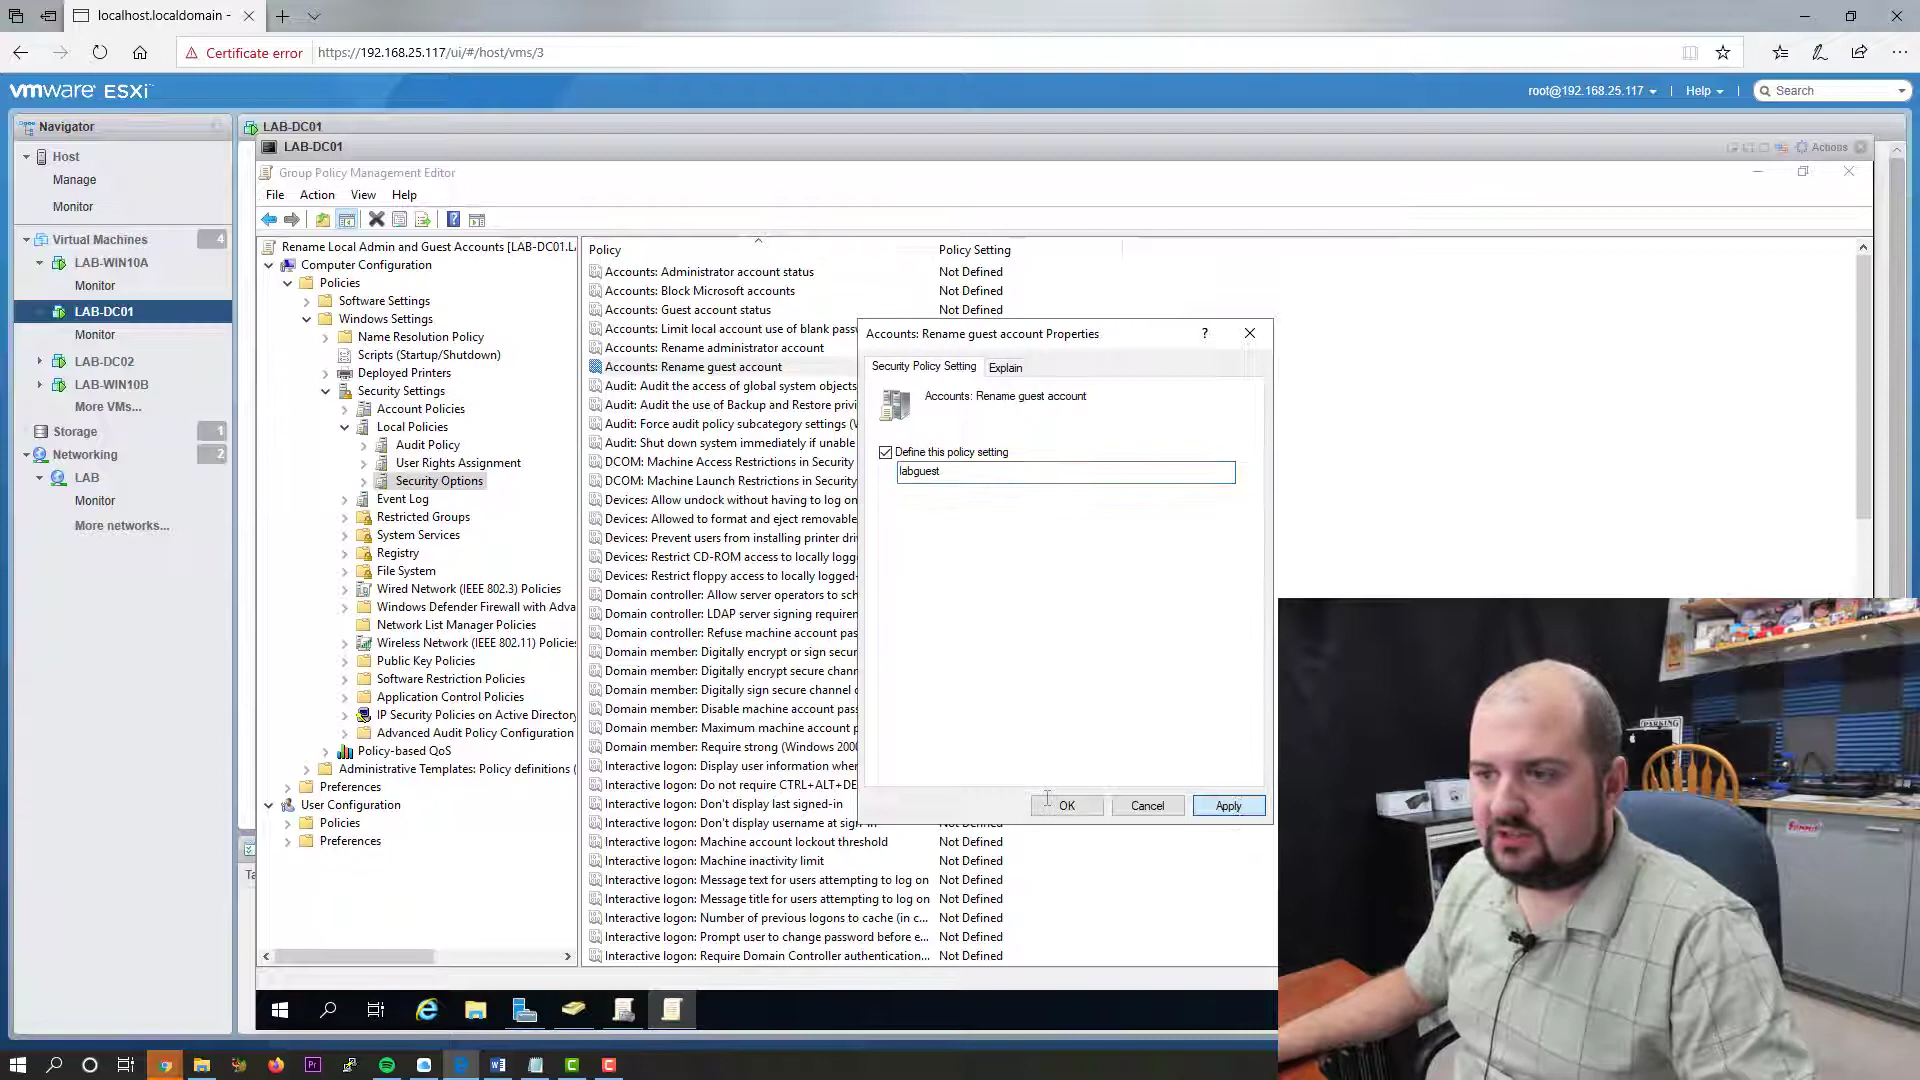 localhost.localdomain -
Certificate error
https://192.168.25.117/ui/#/host/vms/3
vmware ESXi
root@192.168.25.117
Help
Search
Navigator
Host
Manage
Monitor
Virtual Machines
4
LAB-WIN10A
Monitor
LAB-DC01
Monitor
LAB-DC02
LAB-WIN10B
More VMs...
Storage
1
Networking
2
LAB
Monitor
More networks...
LAB-DC01
LAB-DC01
Actions
Group Policy Management Editor
File
Action
View
Help
Rename Local Admin and Guest Accounts [LAB-DC01.L
Computer Configuration
Policies
Software Settings
Windows Settings
Name Resolution Policy
Scripts (Startup/Shutdown)
Deployed Printers
Security Settings
Account Policies
Local Policies
Audit Policy
User Rights Assignment
Security Options
Event Log
Restricted Groups
System Services
Registry
File System
Wired Network (IEEE 802.3) Policies
Windows Defender Firewall with Adva
Network List Manager Policies
Wireless Network (IEEE 802.11) Policies
Public Key Policies
Software Restriction Policies
Application Control Policies
IP Security Policies on Active Directory
Advanced Audit Policy Configuration
Policy-based QoS
Administrative Templates: Policy definitions (
Preferences
User Configuration
Policies
Preferences
Policy
Policy Setting
Accounts: Administrator account status Not Defined
Accounts: Block Microsoft accounts Not Defined
Accounts: Guest account status Not Defined
Accounts: Limit local account use of blank pass
Accounts: Rename administrator account
Accounts: Rename guest account
Audit: Audit the access of global system objects
Audit: Audit the use of Backup and Restore privi
Audit: Force audit policy subcategory settings (
Audit: Shut down system immediately if unable
DCOM: Machine Access Restrictions in Security
DCOM: Machine Launch Restrictions in Security
Devices: Allow undock without having to log on
Devices: Allowed to format and eject removable
Devices: Prevent users from installing printer dri
Devices: Restrict CD-ROM access to locally logg
Devices: Restrict floppy access to locally logged-
Domain controller: Allow server operators to sch
Domain controller: LDAP server signing requirem
Domain controller: Refuse machine account pas
Domain member: Digitally encrypt or sign secur
Domain member: Digitally encrypt secure chann
Domain member: Digitally sign secure channel
Domain member: Disable machine account pas
Domain member: Maximum machine account p
Domain member: Require strong (Windows 2000
Interactive logon: Display user information when
Interactive logon: Do not require CTRL+ALT+DE
Interactive logon: Don't display last signed-in
Interactive logon: Don't display username at sign-in Not Defined
Interactive logon: Machine account lockout threshold Not Defined
Interactive logon: Machine inactivity limit Not Defined
Interactive logon: Message text for users attempting to log on Not Defined
Interactive logon: Message title for users attempting to log on Not Defined
Interactive logon: Number of previous logons to cache (in c... Not Defined
Interactive logon: Prompt user to change password before e... Not Defined
Interactive logon: Require Domain Controller authentication... Not Defined
Accounts: Rename guest account Properties
?
Security Policy Setting
Explain
Accounts: Rename guest account
Define this policy setting
labguest
OK
Cancel
Apply
PARKING